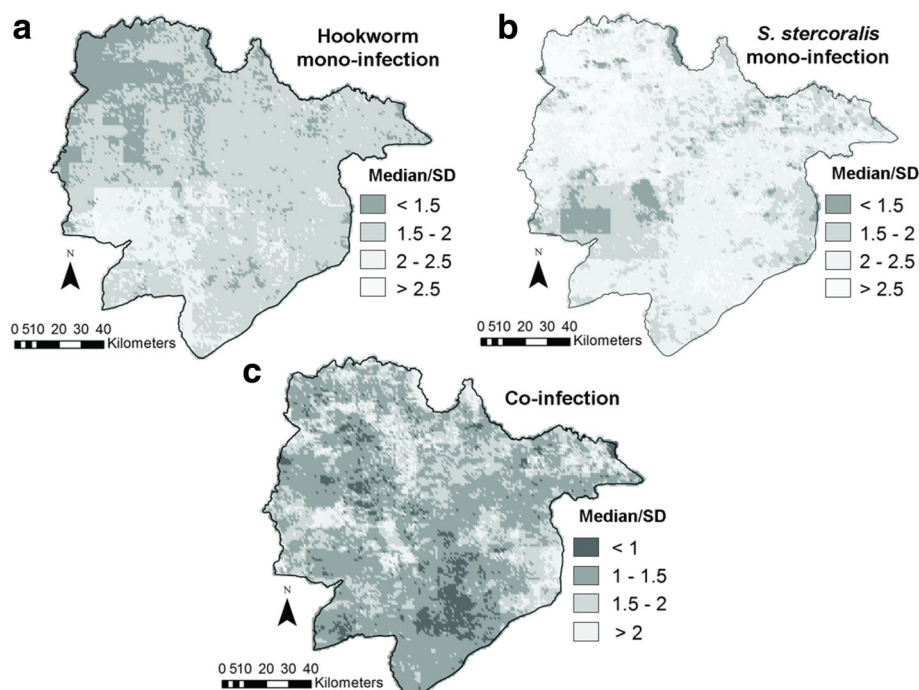 a
Hookworm
mono-infection
Median/SD
< 1.5
1.5 - 2
2 - 2.5
> 2.5
N
0 510 20 30 40
Kilometers
b
S. stercoralis
mono-infection
Median/SD
< 1.5
1.5 - 2
2 - 2.5
> 2.5
N
0 510 20 30 40
Kilometers
c
Co-infection
Median/SD
< 1
1 - 1.5
1.5 - 2
> 2
N
0 510 20 30 40
Kilometers